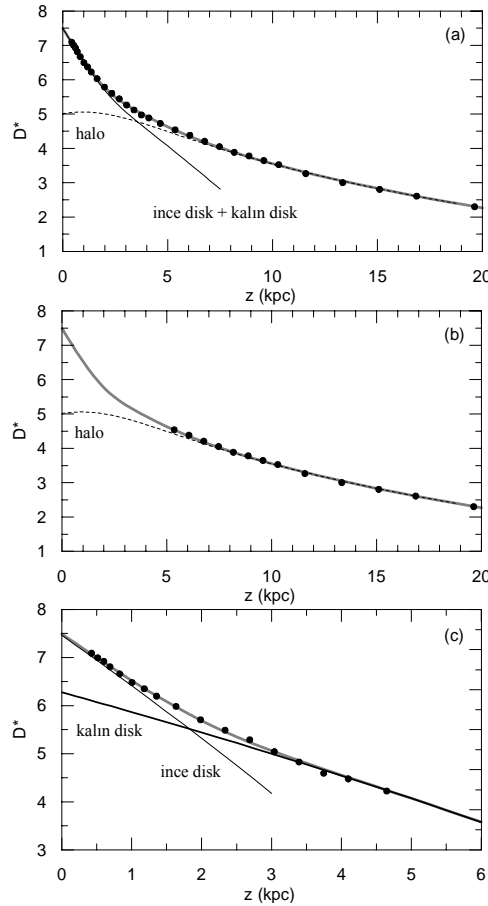 8
(a)
7
6
5
D*
4
halo
3
2
ince disk + kalın disk
1
0 5 10 15 20
z (kpc)
8
(b)
7
6
5
D*
halo
4
3
2
1
0 5 10 15 20
z (kpc)
8
(c)
7
6
D*
kalın disk
5
ince disk
4
3
0 1 2 3 4 5 6
z (kpc)